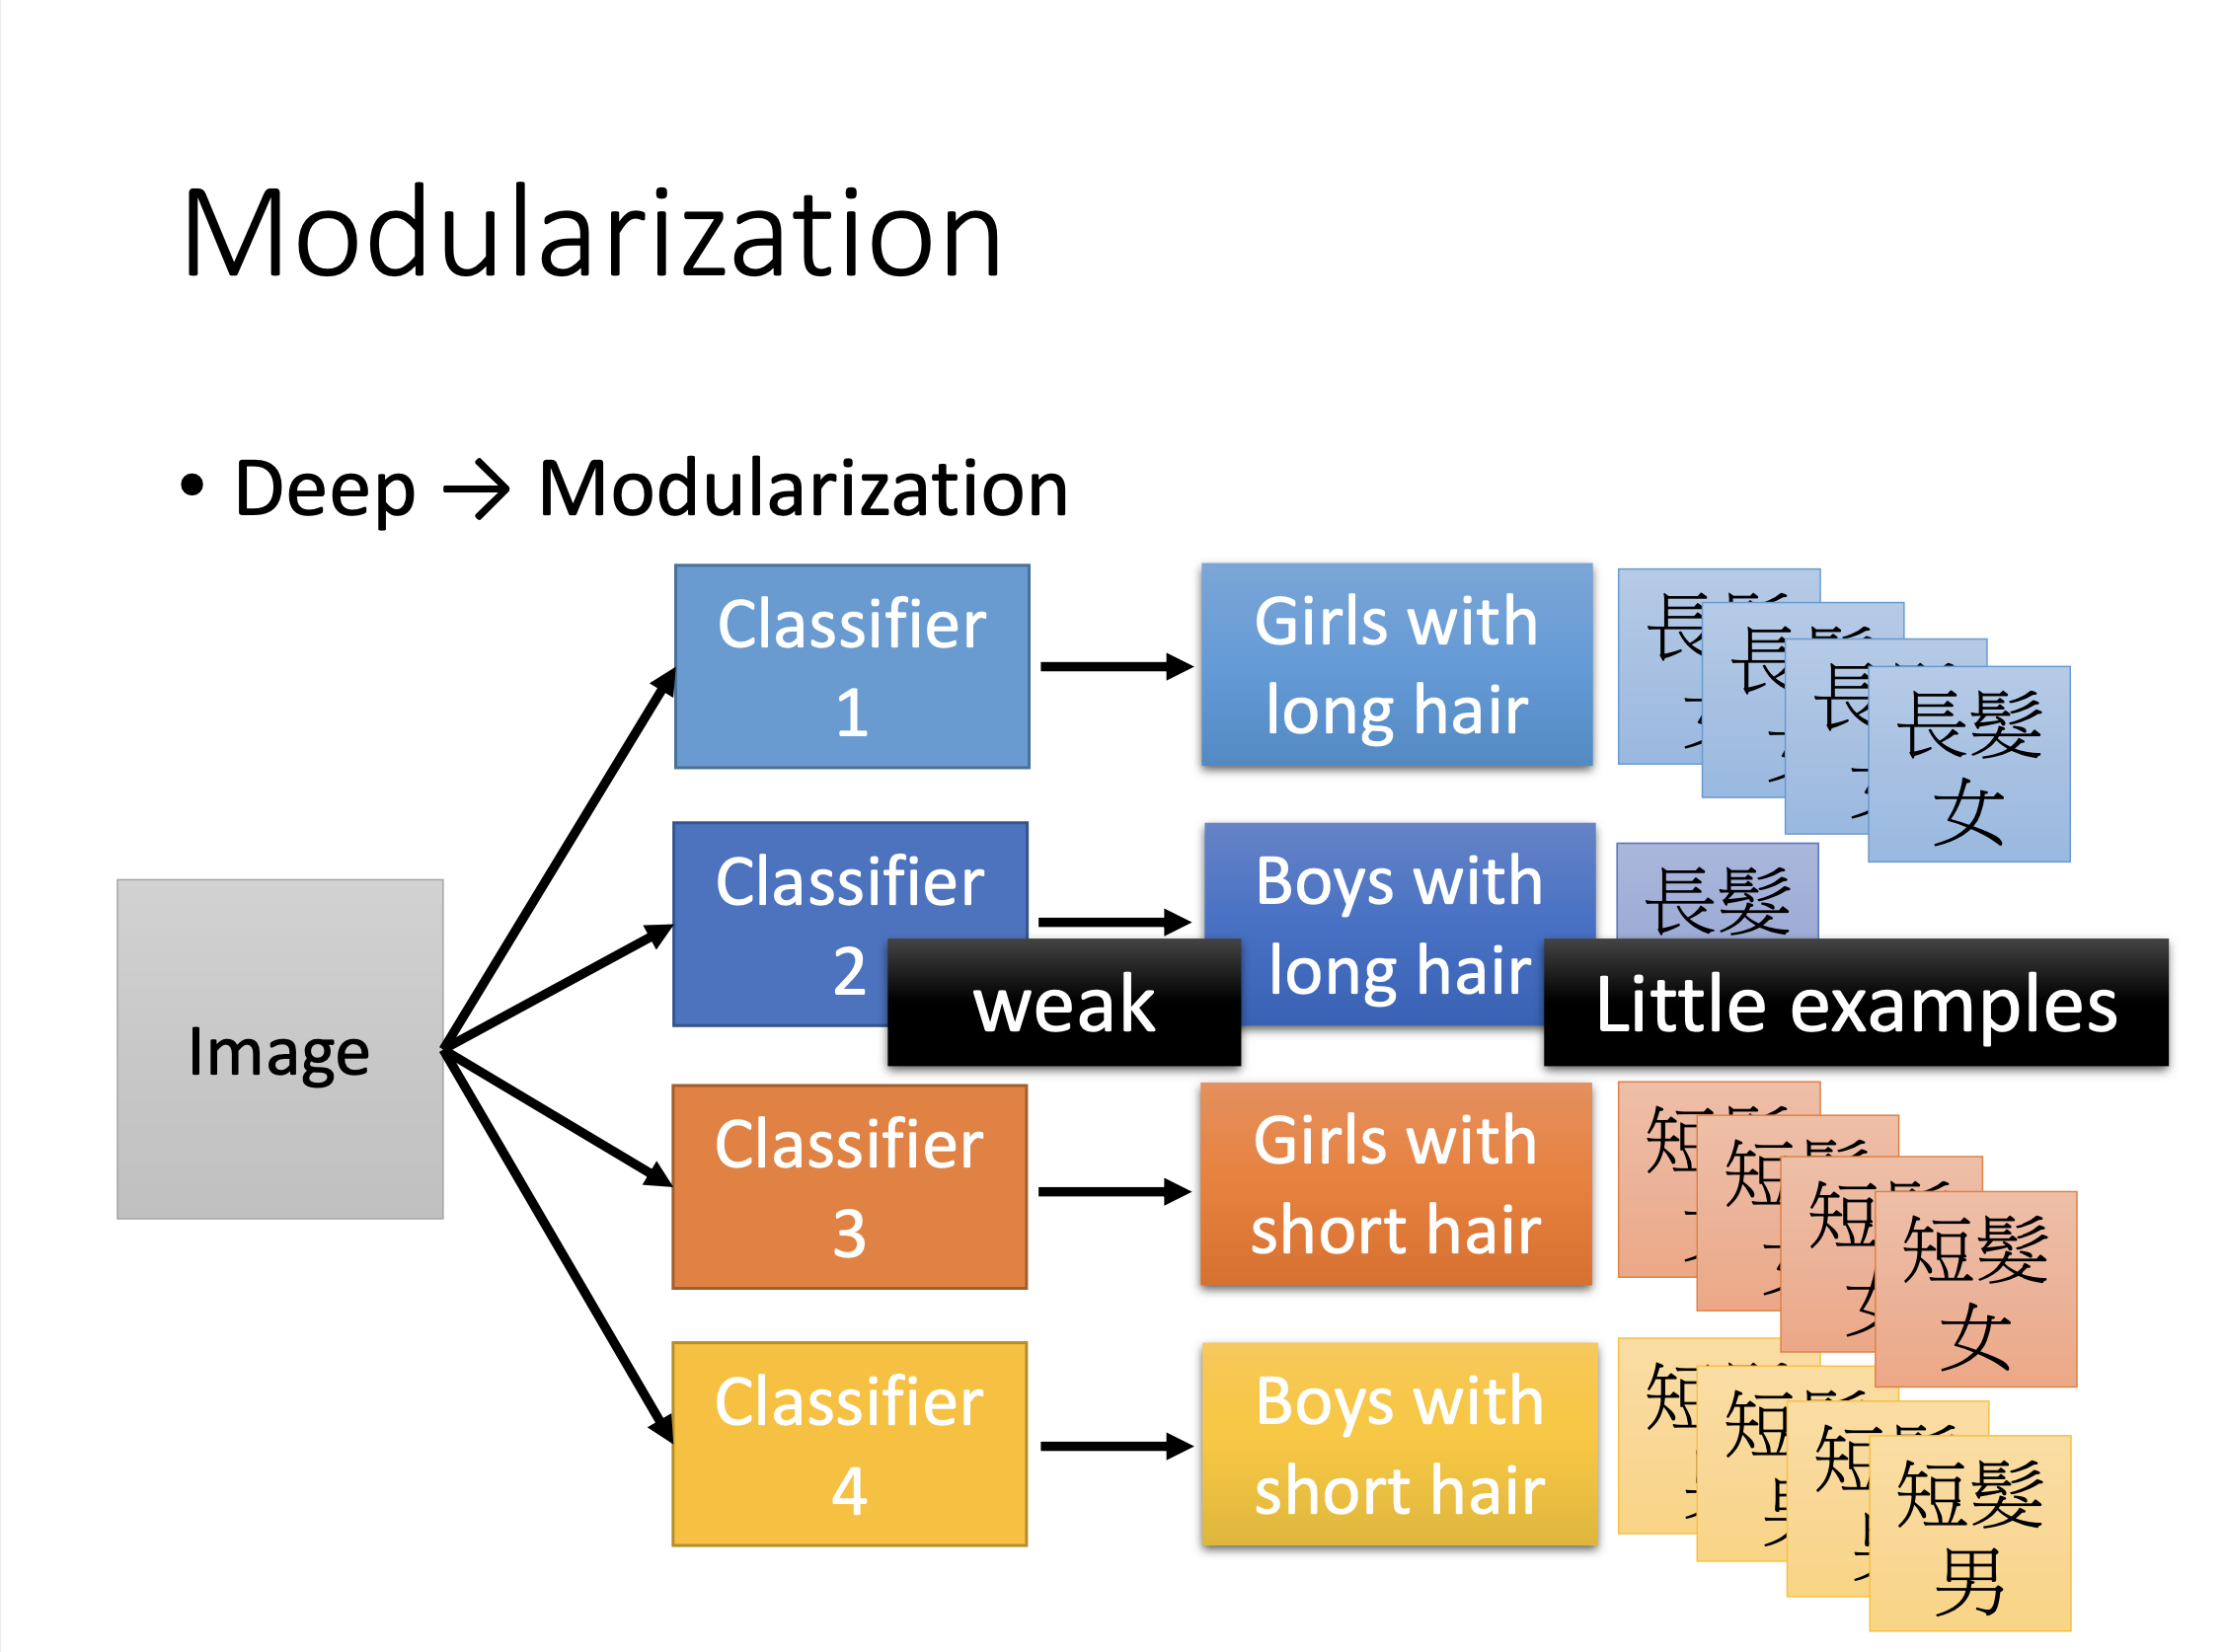 Modularization
• Deep → Modularization
Image
Classifier
1
Girls with
long hair
長髮
女
Classifier
2
weak
Boys with
long hair
長髮
Little examples
Classifier
3
Girls with
short hair
短髮
女
Classifier
4
Boys with
short hair
短髮
男